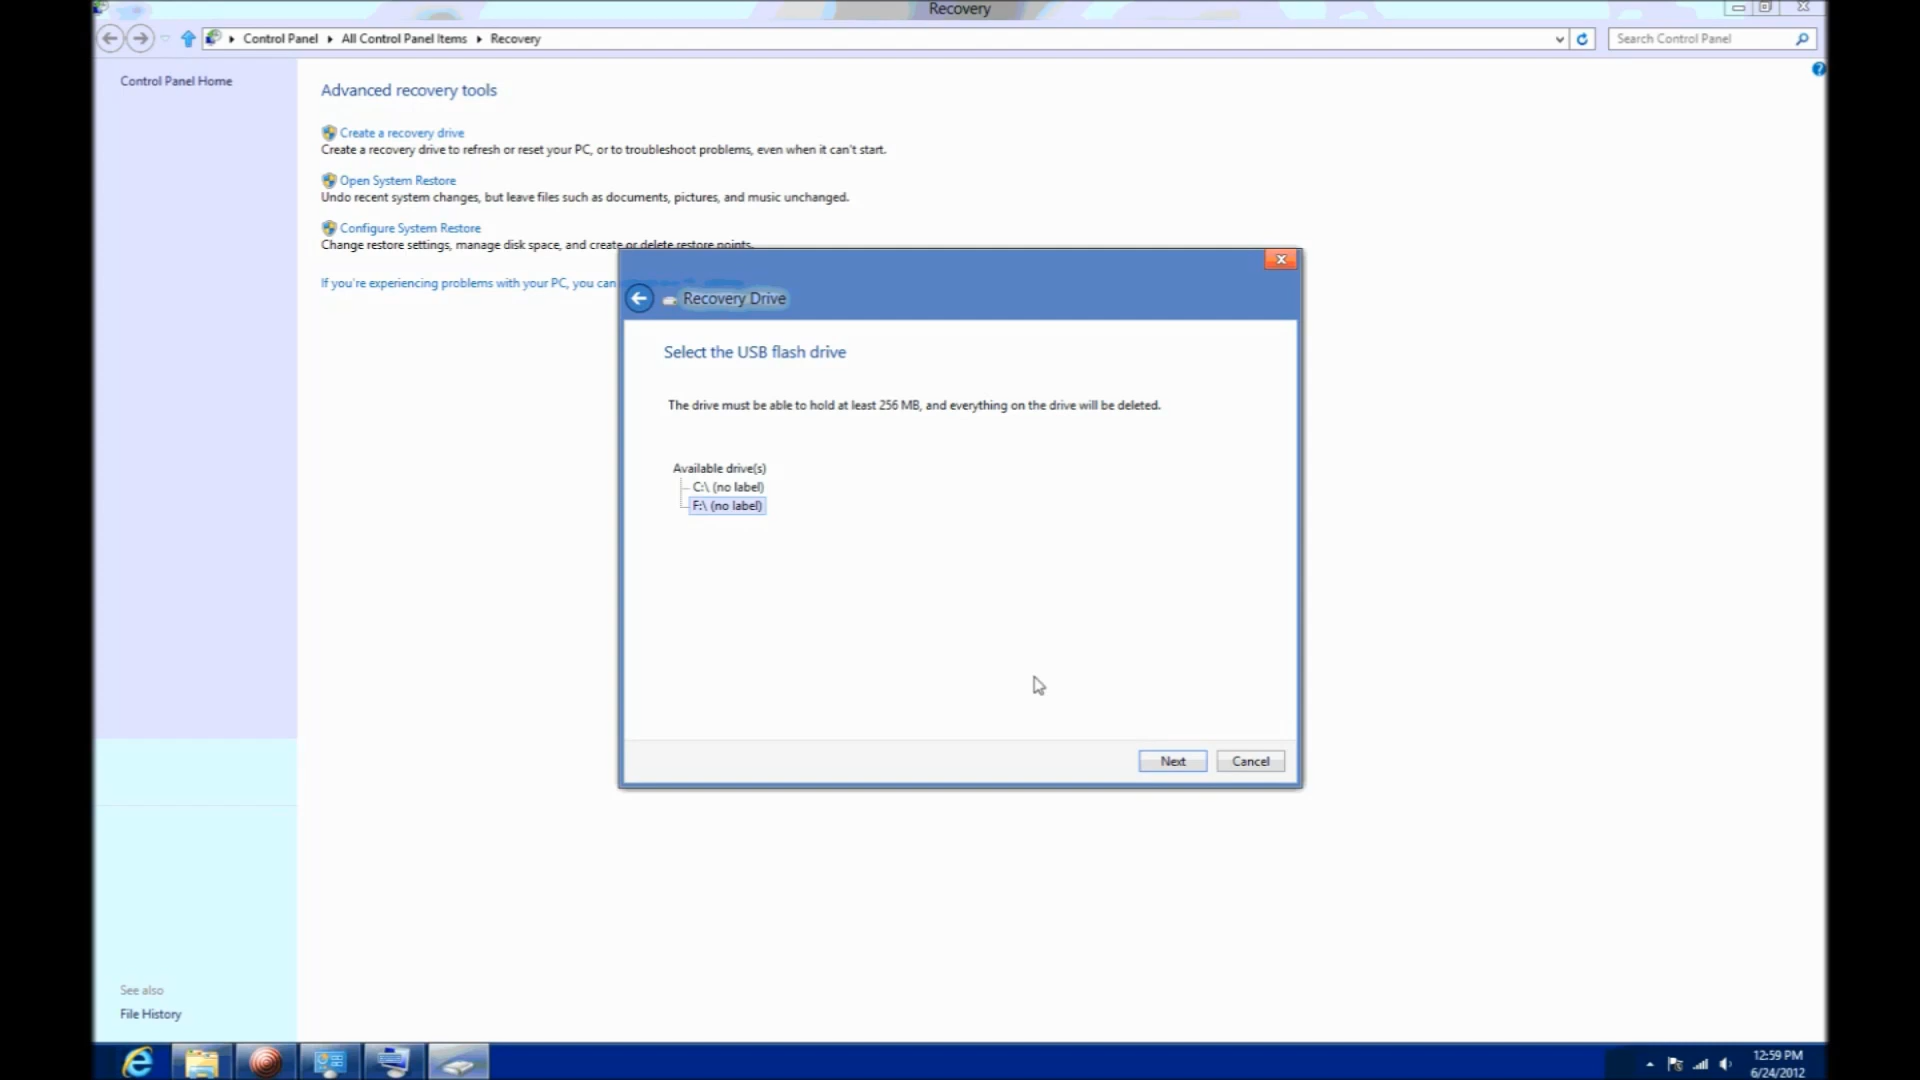 Recovery
Control Panel All Control Panel Items Recovery
Search Control Panel
Control Panel Home
Advanced recovery tools
Create a recovery drive
Create a recovery drive to refresh or reset your PC, or to troubleshoot problems, even when it can't start.
Open System Restore
Undo recent system changes, but leave files such as documents, pictures, and music unchanged.
Configure System Restore
Change restore settings, manage disk space, and create or delete restore points.
If you're experiencing problems with your PC, you can
Recovery Drive
Select the USB flash drive
The drive must be able to hold at least 256 MB, and everything on the drive will be deleted.
Available drive(s)
C:\ (no label)
F:\ (no label)
Next Cancel
See also
File History
12:59 PM
6/24/2012